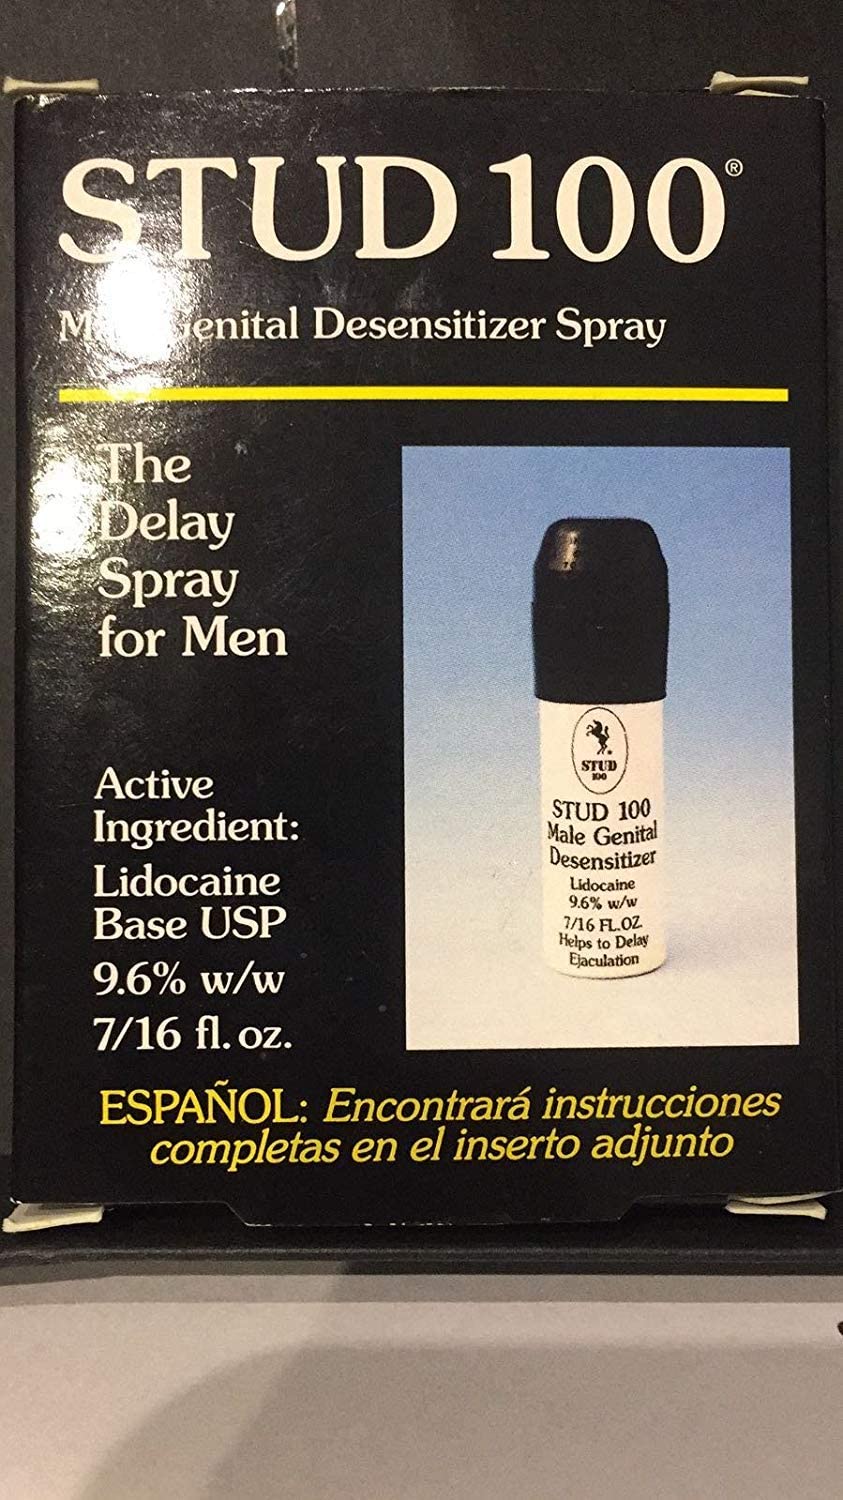 STUD 100®
Genital Desensitizer Spray
The
Delay
Spray
for Men
Active
Ingredient:
Lidocaine
Base USP
9.6% w/w
7/16 fl. oz.
STUD
100
STUD 100
Male Genital
Desensitizer
Lidocaine
9.6% w/w
7/16 FL.OZ.
Helps to Delay
Ejaculation
ESPAÑOL: Encontrará instrucciones
completas en el inserto adjunto